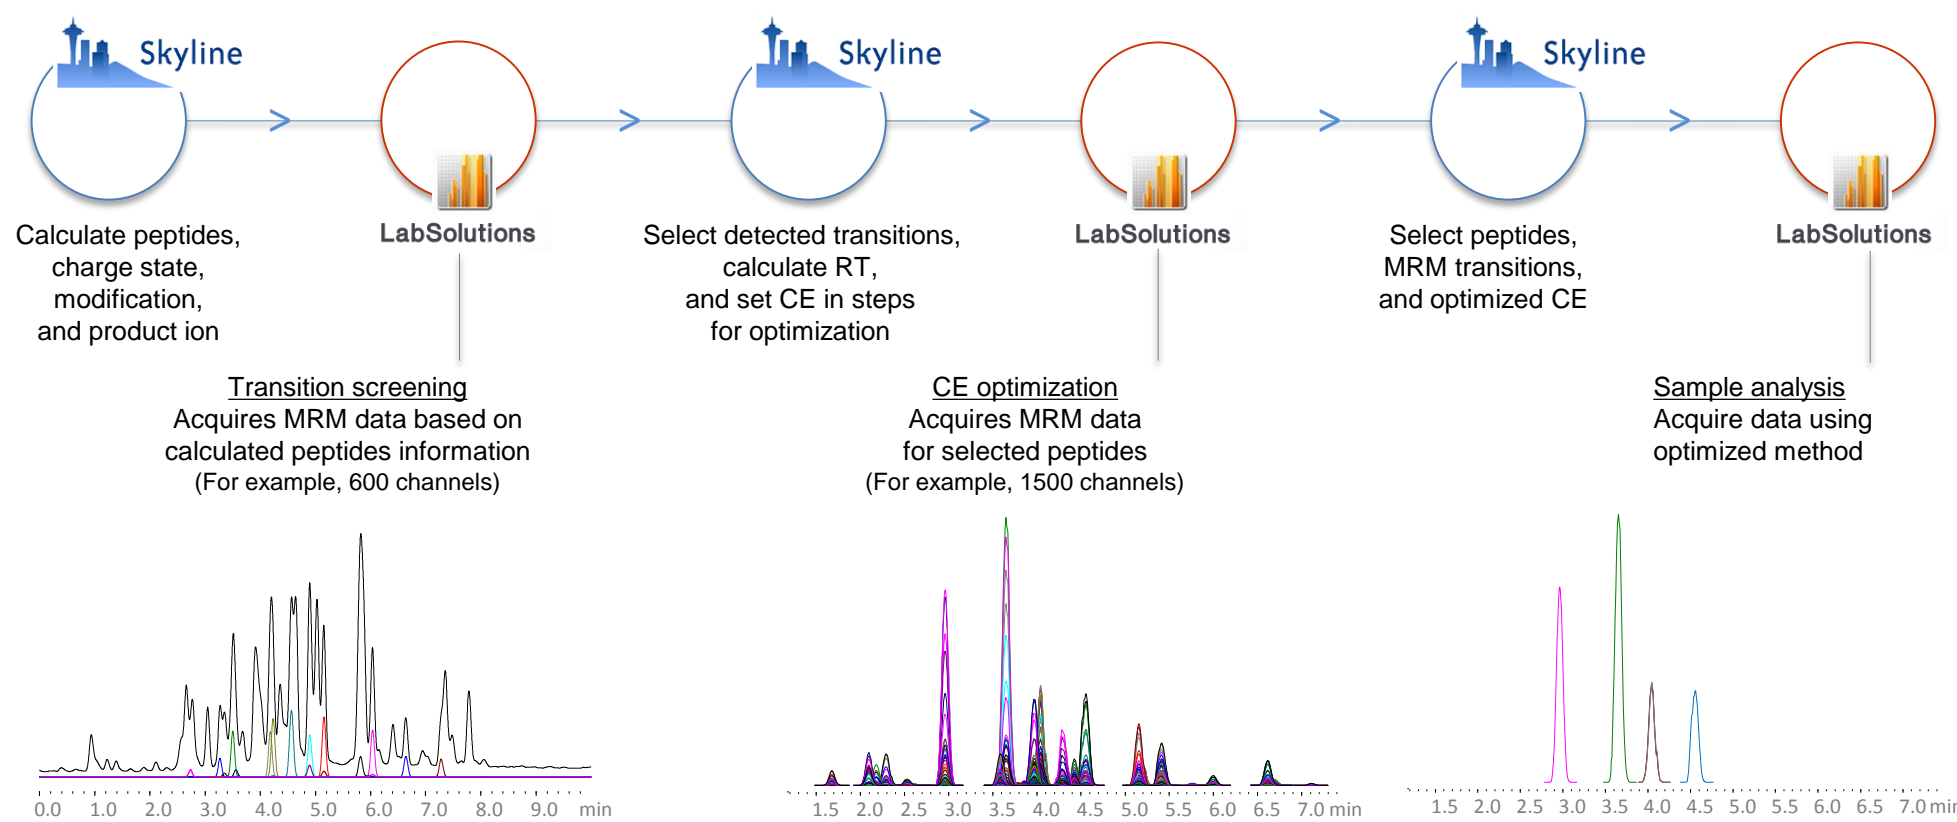 Skyline
Skyline
Skyline
Calculate peptides,
charge state,
modification,
and product ion
LabSolutions
Select detected transitions,
calculate RT,
and set CE in steps
for optimization
LabSolutions
Select peptides,
MRM transitions,
and optimized CE
LabSolutions
Transition screening
Acquires MRM data based on
calculated peptides information
(For example, 600 channels)
CE optimization
Acquires MRM data
for selected peptides
(For example, 1500 channels)
Sample analysis
Acquire data using
optimized method
0.0 1.0 2.0 3.0 4.0 5.0 6.0 7.0 8.0 9.0 min
1.5 2.0 2.5 3.0 3.5 4.0 4.5 5.0 5.5 6.0 6.5 7.0 min
1.5 2.0 2.5 3.0 3.5 4.0 4.5 5.0 5.5 6.0 6.5 7.0 min